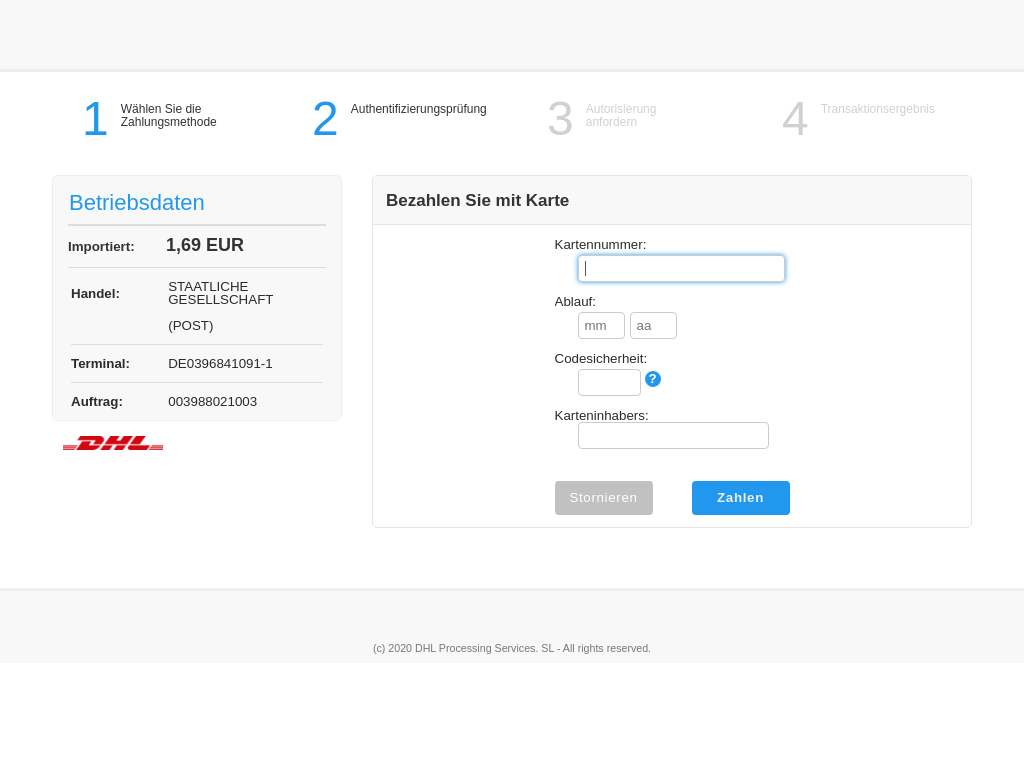 1
Wählen Sie die
Zahlungsmethode
2
Authentifizierungsprüfung
3
Autorisierung
anfordern
4
Transaktionsergebnis
Betriebsdaten
Importiert: 1,69 EUR
Handel: STAATLICHE
GESELLSCHAFT
(POST)
Terminal: DE0396841091-1
Auftrag: 003988021003
DHL
Bezahlen Sie mit Karte
Kartennummer:
Ablauf:
mm aa
Codesicherheit:
?
Karteninhabers:
Stornieren Zahlen
(c) 2020 DHL Processing Services. SL - All rights reserved.